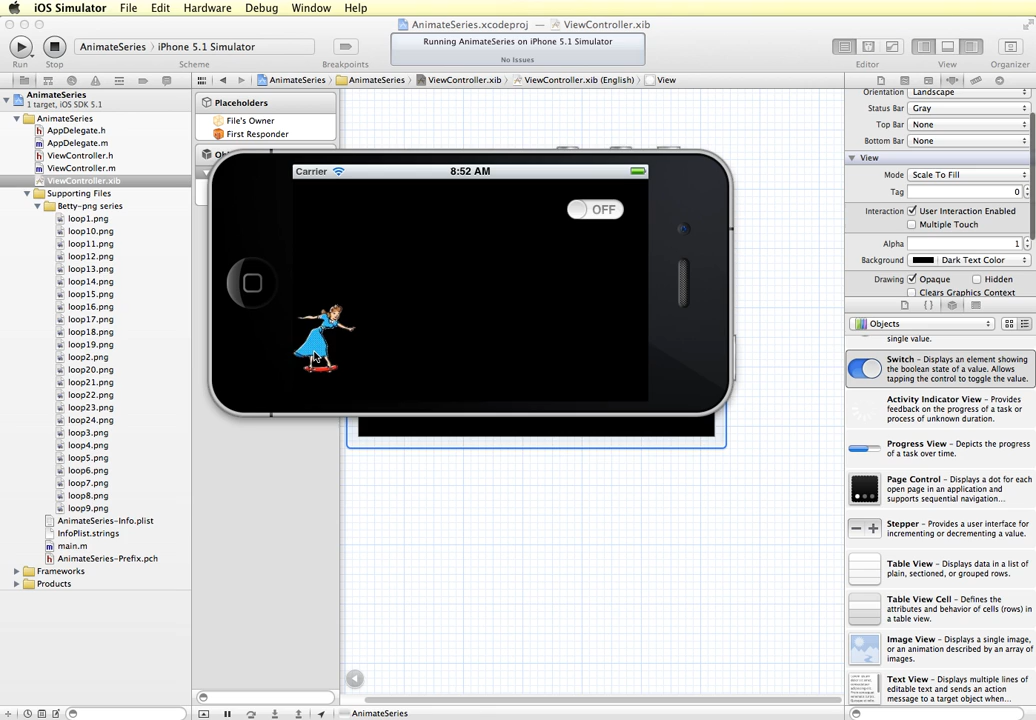 iOS Simulator File Edit Hardware Debug Window Help
AnimateSeries.xcodeproj — ViewController.xib
AnimateSeries 〉 iPhone 5.1 Simulator
Running AnimateSeries on iPhone 5.1 Simulator
No Issues
Run Stop Scheme Breakpoints Editor View Organizer
AnimateSeries
1 target, iOS SDK 5.1
AnimateSeries
AppDelegate.h
AppDelegate.m
ViewController.h
ViewController.m
ViewController.xib
Supporting Files
Betty-png series
loop1.png
loop10.png
loop11.png
loop12.png
loop13.png
loop14.png
loop15.png
loop16.png
loop17.png
loop18.png
loop19.png
loop2.png
loop20.png
loop21.png
loop22.png
loop23.png
loop24.png
loop3.png
loop4.png
loop5.png
loop6.png
loop7.png
loop8.png
loop9.png
AnimateSeries-Info.plist
InfoPlist.strings
main.m
AnimateSeries-Prefix.pch
Frameworks
Products
AnimateSeries AnimateSeries ViewController.xib ViewController.xib (English) View
Placeholders
File's Owner
First Responder
Carrier 8:52 AM
OFF
Orientation Landscape
Status Bar Gray
Top Bar None
Bottom Bar None
View
Mode Scale To Fill
Tag 0
Interaction User Interaction Enabled
Multiple Touch
Alpha 1
Background Dark Text Color
Drawing Opaque Hidden
Clears Graphics Context
Objects
single value.
Switch - Displays an element showing
the boolean state of a value. Allows
tapping the control to toggle the value.
Activity Indicator View - Provides
feedback on the progress of a task or
process of unknown duration.
Progress View - Depicts the progress
of a task over time.
Page Control - Displays a dot for each
open page in an application and
supports sequential navigation...
Stepper - Provides a user interface for
incrementing or decrementing a value.
Table View - Displays data in a list of
plain, sectioned, or grouped rows.
Table View Cell - Defines the
attributes and behavior of cells (rows) in
a table view.
Image View - Displays a single image,
or an animation described by an array of
images.
Text View - Displays multiple lines of
editable text and sends an action
message to a target object when...
AnimateSeries